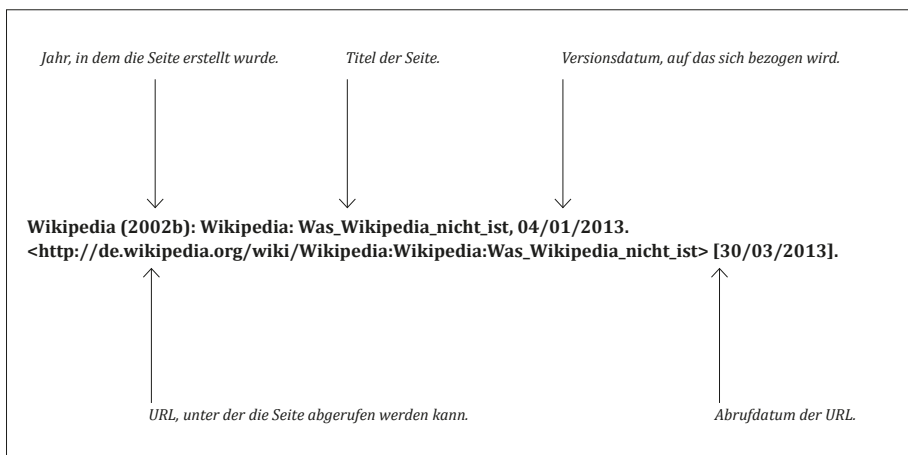 Jahr, in dem die Seite erstellt wurde.
Titel der Seite.
Versionsdatum, auf das sich bezogen wird.
Wikipedia (2002b): Wikipedia: Was_Wikipedia_nicht_ist, 04/01/2013.
<http://de.wikipedia.org/wiki/Wikipedia:Wikipedia:Was_Wikipedia_nicht_ist> [30/03/2013].
URL, unter der die Seite abgerufen werden kann.
Abrufdatum der URL.